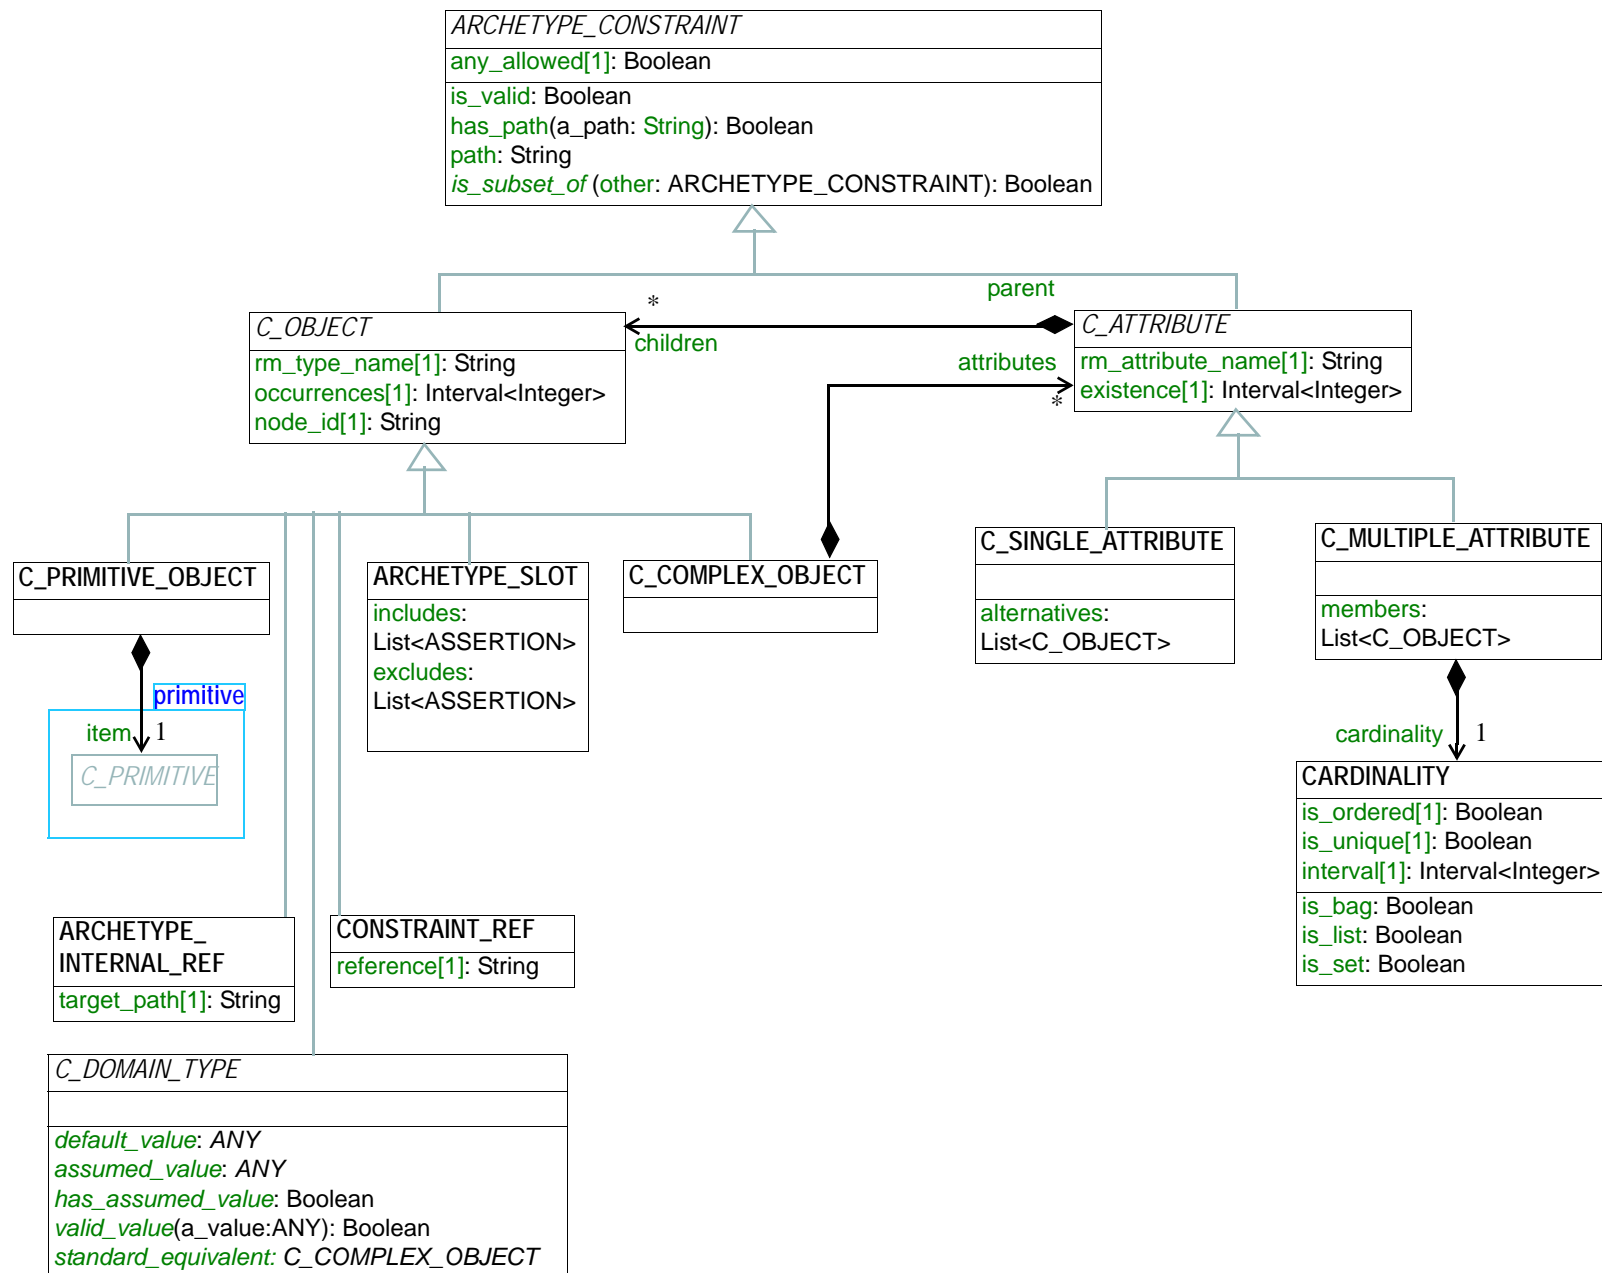 ARCHETYPE_CONSTRAINT
any_allowed[1]: Boolean
is_valid: Boolean
has_path(a_path: String): Boolean
path: String
is_subset_of (other: ARCHETYPE_CONSTRAINT): Boolean
parent
*
C_OBJECT
rm_type_name[1]: String
occurrences[1]: Interval<Integer>
node_id[1]: String
children
attributes
*
C_ATTRIBUTE
rm_attribute_name[1]: String
existence[1]: Interval<Integer>
C_PRIMITIVE_OBJECT
ARCHETYPE_SLOT
includes:
List<ASSERTION>
excludes:
List<ASSERTION>
C_COMPLEX_OBJECT
C_SINGLE_ATTRIBUTE
alternatives:
List<C_OBJECT>
C_MULTIPLE_ATTRIBUTE
members:
List<C_OBJECT>
primitive
item 1
C_PRIMITIVE
cardinality 1
CARDINALITY
is_ordered[1]: Boolean
is_unique[1]: Boolean
interval[1]: Interval<Integer>
is_bag: Boolean
is_list: Boolean
is_set: Boolean
ARCHETYPE_
INTERNAL_REF
target_path[1]: String
CONSTRAINT_REF
reference[1]: String
C_DOMAIN_TYPE
default_value: ANY
assumed_value: ANY
has_assumed_value: Boolean
valid_value(a_value:ANY): Boolean
standard_equivalent: C_COMPLEX_OBJECT